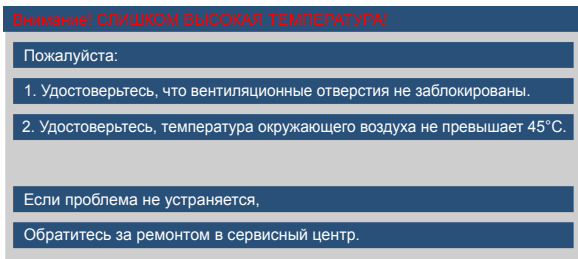 Внимание! СЛИШКОМ ВЫСОКАЯ ТЕМПЕРАТУРА!
Пожалуйста:
1. Удостоверьтесь, что вентиляционные отверстия не заблокированы.
2. Удостоверьтесь, температура окружающего воздуха не превышает 45°C.
Если проблема не устраняется,
Обратитесь за ремонтом в сервисный центр.